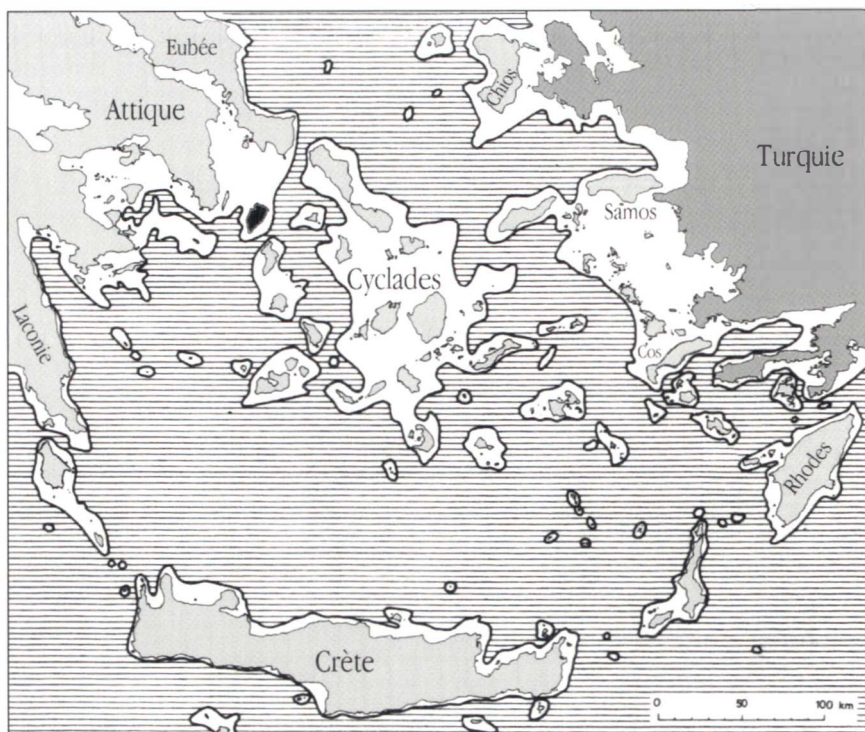 Eubée
Attique
Chios
Turquie
Samos
Cyclades
Laconie
Cos
Rhodes
Crète
0 50 100 km